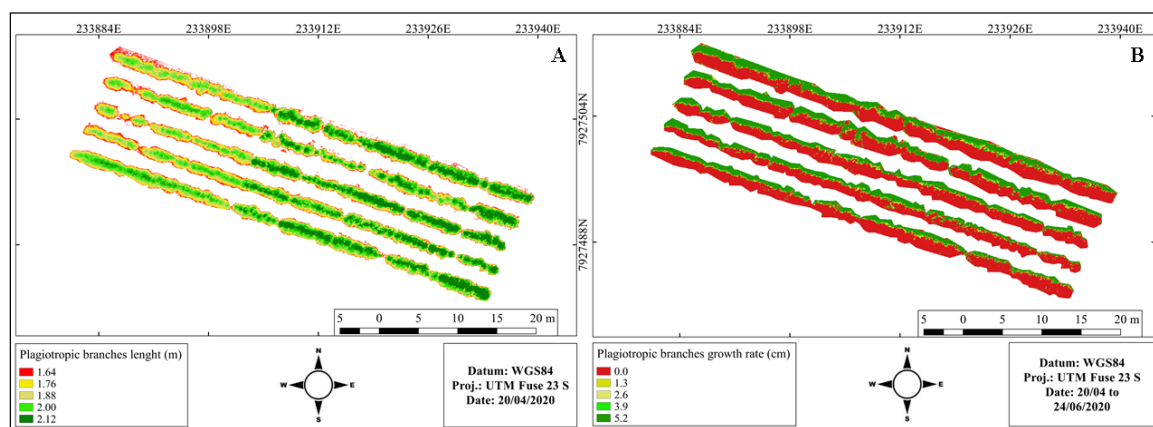 233884E 233898E 233912E 233926E 233940E
A
7927504N
7927488N
5 0 5 10 15 20 m
Plagiotropic branches lenght (m)
1.64
1.76
1.88
2.00
2.12
N
W E
S
Datum: WGS84
Proj.: UTM Fuse 23 S
Date: 20/04/2020
233884E 233898E 233912E 233926E 233940E
B
5 0 5 10 15 20 m
Plagiotropic branches growth rate (cm)
0.0
1.3
2.6
3.9
5.2
N
W E
S
Datum: WGS84
Proj.: UTM Fuse 23 S
Date: 20/04 to
24/06/2020